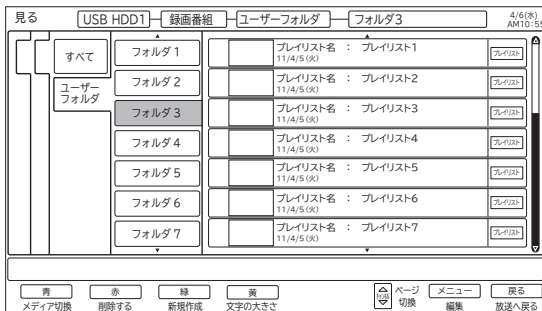 見る USB HDD1 録画番組 ユーザーフォルダ フォルダ3 4/6(水)
AM10:55
すべて
ユーザー
フォルダ
フォルダ 1
フォルダ 2
フォルダ 3
フォルダ 4
フォルダ 5
フォルダ 6
フォルダ 7
プレイリスト名 : プレイリスト1
11/4/5(火)
プレイリスト
プレイリスト名 : プレイリスト2
11/4/5(火)
プレイリスト
プレイリスト名 : プレイリスト3
11/4/5(火)
プレイリスト
プレイリスト名 : プレイリスト4
11/4/5(火)
プレイリスト
プレイリスト名 : プレイリスト5
11/4/5(火)
プレイリスト
プレイリスト名 : プレイリスト6
11/4/5(火)
プレイリスト
プレイリスト名 : プレイリスト7
11/4/5(火)
プレイリスト
青 メディア切換
赤 削除する
緑 新規作成
黄 文字の大きさ
ページ
切換
メニュー 編集
戻る 放送へ戻る